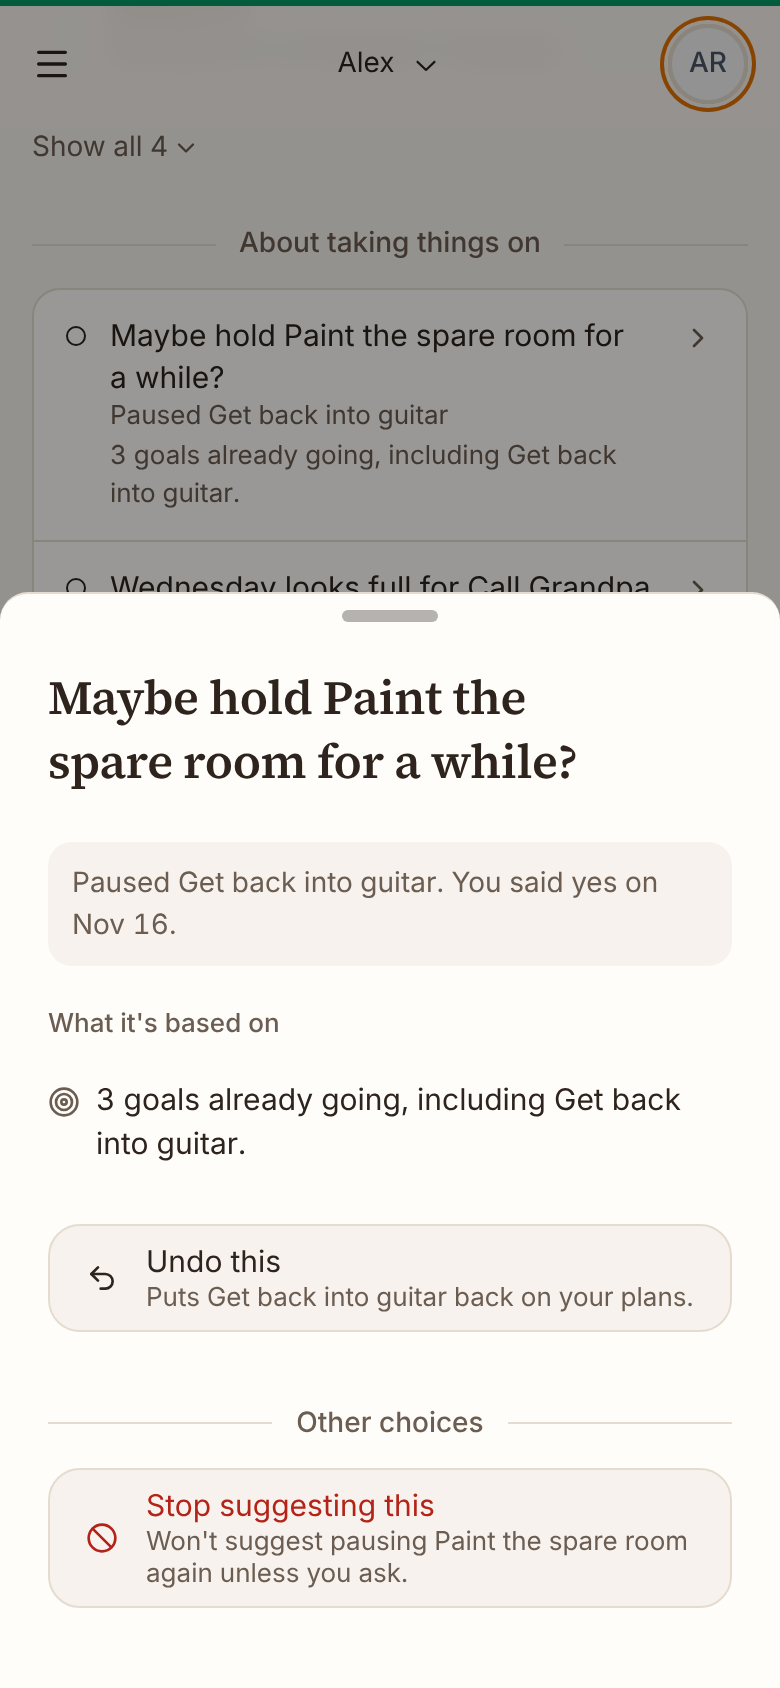 Alex
AR
Show all 4
About taking things on
Maybe hold Paint the spare room for
a while?
Paused Get back into guitar
3 goals already going, including Get back
into guitar.
Wednesday looks full for Call Grandpa
Maybe hold Paint the
spare room for a while?
Paused Get back into guitar. You said yes on
Nov 16.
What it's based on
3 goals already going, including Get back
into guitar.
Undo this
Puts Get back into guitar back on your plans.
Other choices
Stop suggesting this
Won't suggest pausing Paint the spare room
again unless you ask.